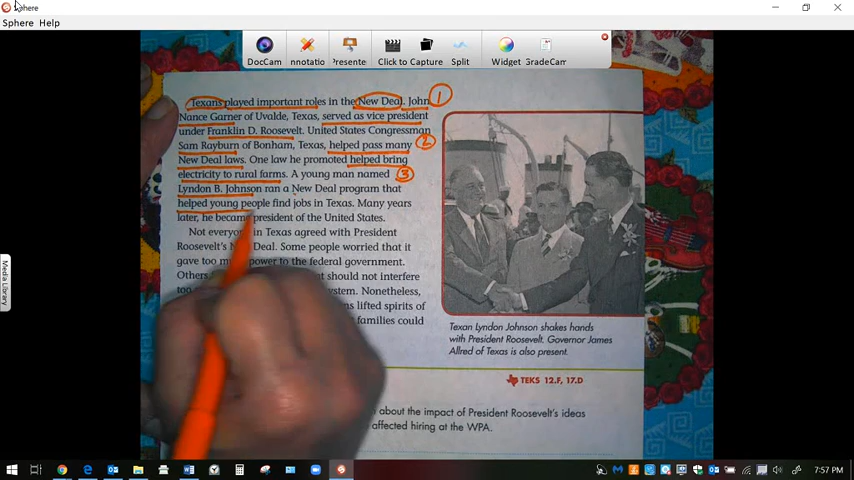 Sphere
Sphere Help
DocCam
Presente
Click to Capture
Split
Widget
GradeCam
Media Library
Texans played important roles in the New Deal. John 1
Nance Garner of Uvalde, Texas, served as vice president
under Franklin D. Roosevelt. United States Congressman
Sam Rayburn of Bonham, Texas, helped pass many 2
New Deal laws. One law he promoted helped bring
electricity to rural farms. A young man named 3
Lyndon B. Johnson ran a New Deal program that
helped young people find jobs in Texas. Many years
later, he became president of the United States.
Not everyone in Texas agreed with President
Roosevelt's Deal. Some people worried that it
gave too power to the federal government.
Others, t should not interfere
too stem. Nonetheless,
ns lifted spirits of
families could
Texan Lyndon Johnson shakes hands
with President Roosevelt. Governor James
Allred of Texas is also present.
TEKS 12.F, 17.D
about the impact of President Roosevelt's ideas
affected hiring at the WPA.
7:57 PM